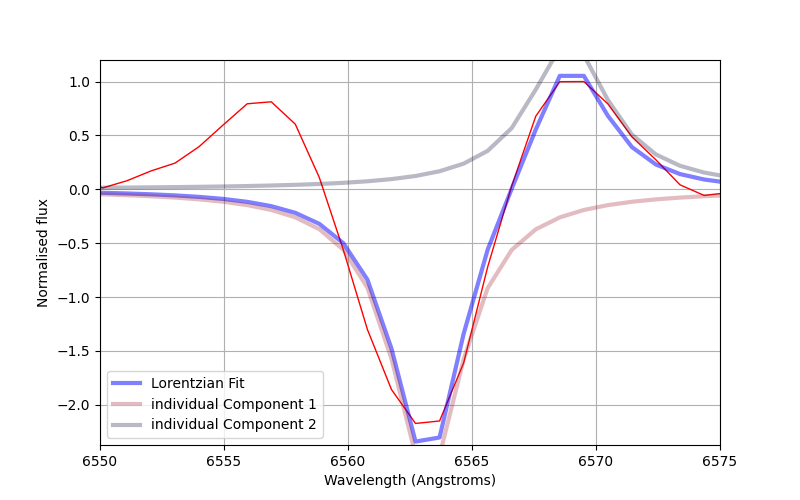 1.0
0.5
0.0
−0.5
−1.0
−1.5
−2.0
Normalised flux
Lorentzian Fit
individual Component 1
individual Component 2
6550 6555 6560 6565 6570 6575
Wavelength (Angstroms)